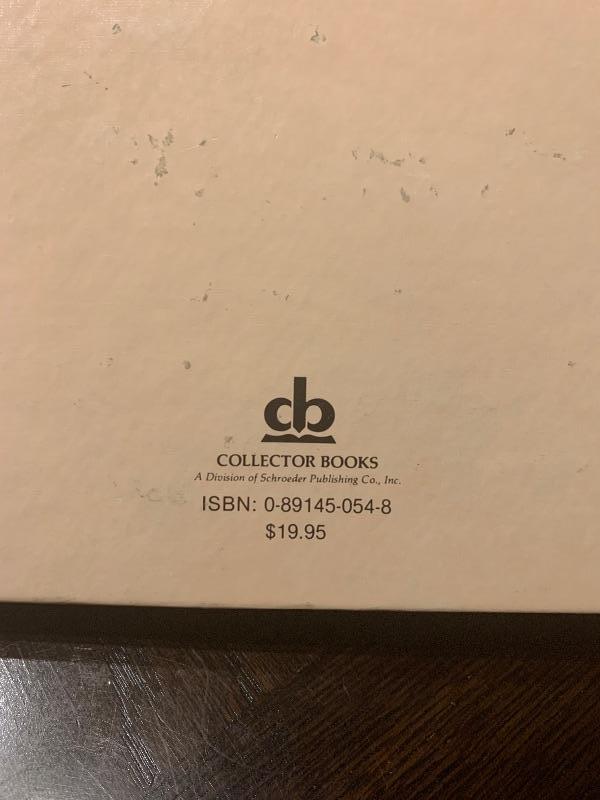 cb
COLLECTOR BOOKS
A Division of Schroeder Publishing Co., Inc.
ISBN: 0-89145-054-8
$19.95